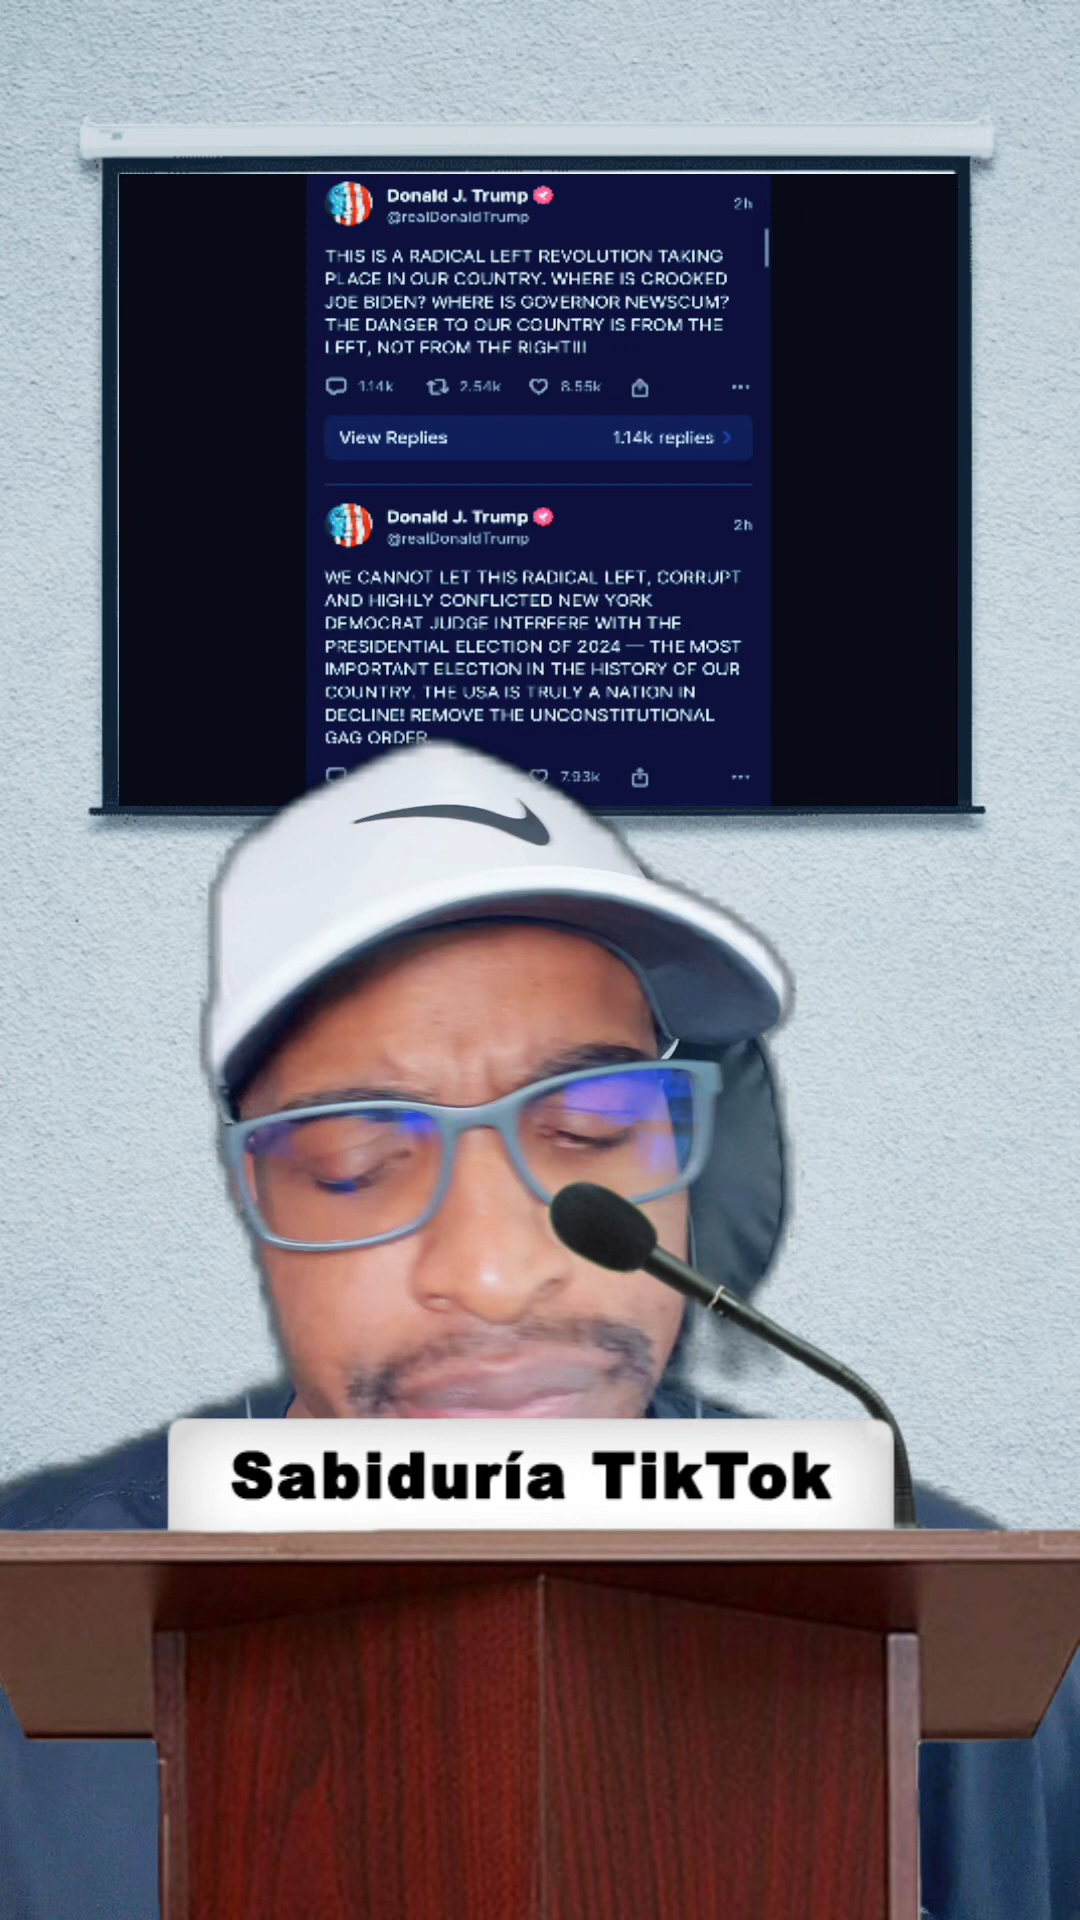 Donald J. Trump
2h
@realDonaldTrump
THIS IS A RADICAL LEFT REVOLUTION TAKING
PLACE IN OUR COUNTRY. WHERE IS CROOKED
JOE BIDEN? WHERE IS GOVERNOR NEWSCUM?
THE DANGER TO OUR COUNTRY IS FROM THE
LEFT, NOT FROM THE RIGHT!!!
1.14k 2.54k 8.55k
View Replies 1.14k replies
Donald J. Trump
2h
@realDonaldTrump
WE CANNOT LET THIS RADICAL LEFT, CORRUPT
AND HIGHLY CONFLICTED NEW YORK
DEMOCRAT JUDGE INTERFERE WITH THE
PRESIDENTIAL ELECTION OF 2024 — THE MOST
IMPORTANT ELECTION IN THE HISTORY OF OUR
COUNTRY. THE USA IS TRULY A NATION IN
DECLINE! REMOVE THE UNCONSTITUTIONAL
GAG ORDER.
7.93k
Sabiduría TikTok